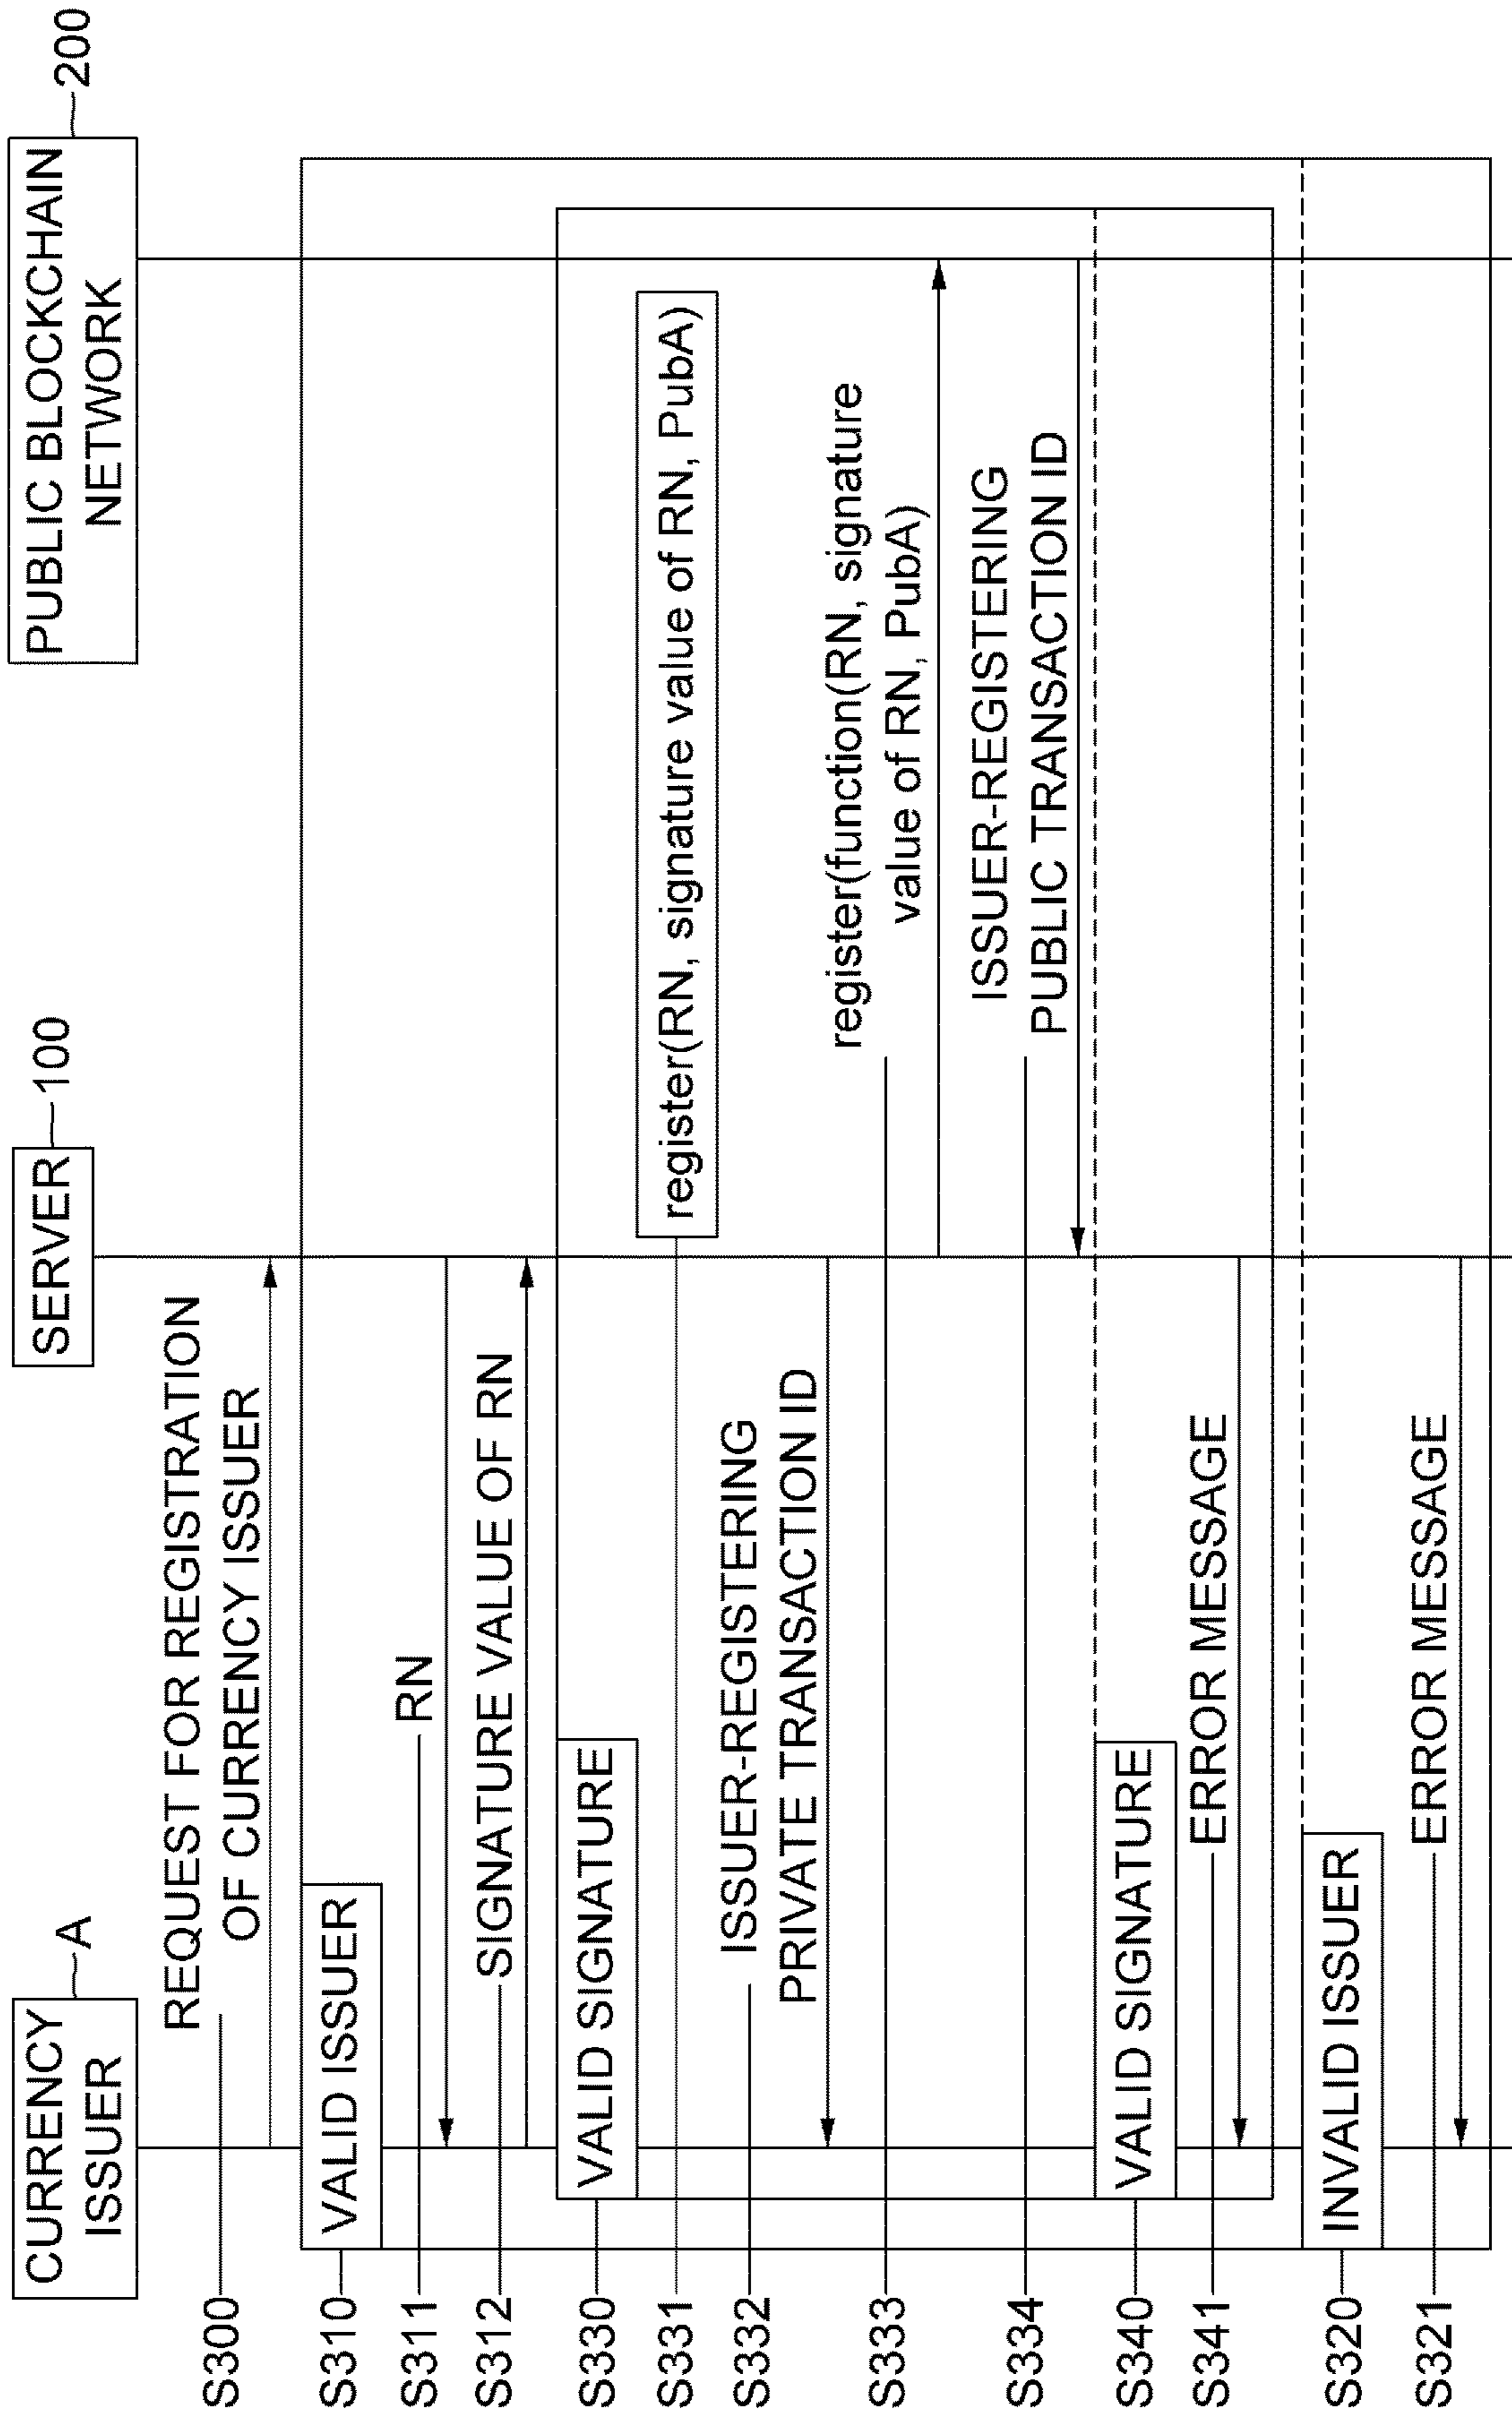 CURRENCY
ISSUER
A
SERVER
100
PUBLIC BLOCKCHAIN
NETWORK
200
S300
REQUEST FOR REGISTRATION
OF CURRENCY ISSUER
S310
VALID ISSUER
S311
RN
S312
SIGNATURE VALUE OF RN
S330
VALID SIGNATURE
S331
register(RN, signature value of RN, PubA)
S332
ISSUER-REGISTERING
PRIVATE TRANSACTION ID
S333
register(function(RN, signature
value of RN, PubA)
S334
ISSUER-REGISTERING
PUBLIC TRANSACTION ID
S340
VALID SIGNATURE
S341
ERROR MESSAGE
S320
INVALID ISSUER
S321
ERROR MESSAGE